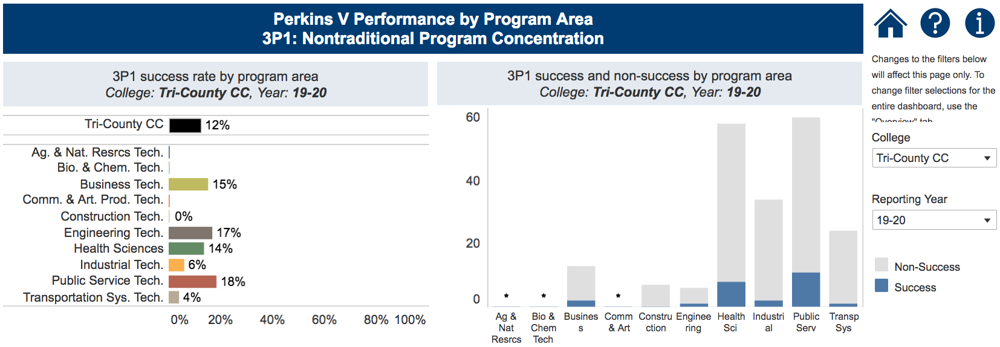 Perkins V Performance by Program Area
3P1: Nontraditional Program Concentration
3P1 success rate by program area
College: Tri-County CC, Year: 19-20
Tri-County CC 12%
Ag. & Nat. Resrcs Tech.
Bio. & Chem. Tech.
Business Tech. 15%
Comm. & Art. Prod. Tech.
Construction Tech. 0%
Engineering Tech. 17%
Health Sciences 14%
Industrial Tech. 6%
Public Service Tech. 18%
Transportation Sys. Tech. 4%
0% 20% 40% 60% 80% 100%
3P1 success and non-success by program area
College: Tri-County CC, Year: 19-20
60
40
20
0
* * *
Ag & Bio & Busines Comm Constru Enginee Health Industri Public Transp
Nat Chem s & Art ction ring Sci al Serv Sys
Resrcs Tech
?
i
Changes to the filters below
will affect this page only. To
change filter selections for the
entire dashboard, use the
"Overview" tab
College
Tri-County CC
Reporting Year
19-20
Non-Success
Success